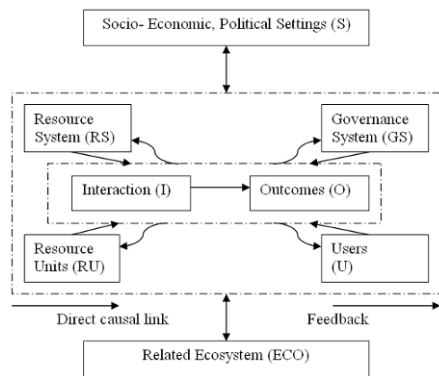 Socio- Economic, Political Settings (S)
Resource
System (RS)
Governance
System (GS)
Interaction (I)
Outcomes (O)
Resource
Units (RU)
Users
(U)
Direct causal link
Feedback
Related Ecosystem (ECO)